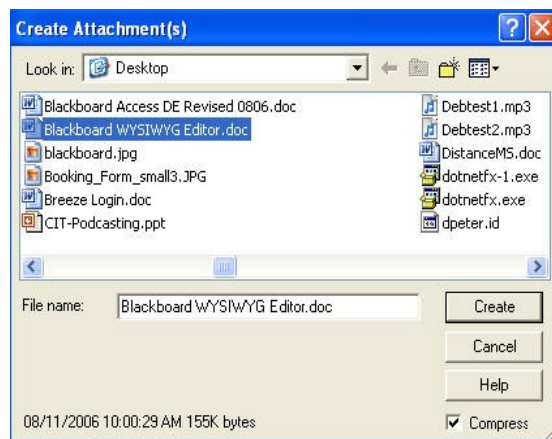 Create Attachment(s)
Look in: Desktop
Blackboard Access DE Revised 0806.doc
Blackboard WYSIWYG Editor.doc
blackboard.jpg
Booking_Form_small3.JPG
Breeze Login.doc
CIT-Podcasting.ppt
Debtest1.mp3
Debtest2.mp3
DistanceMS.doc
dotnetfx-1.exe
dotnetfx.exe
dpeter.id
File name: Blackboard WYSIWYG Editor.doc
Create
Cancel
Help
08/11/2006 10:00:29 AM 155K bytes
Compress